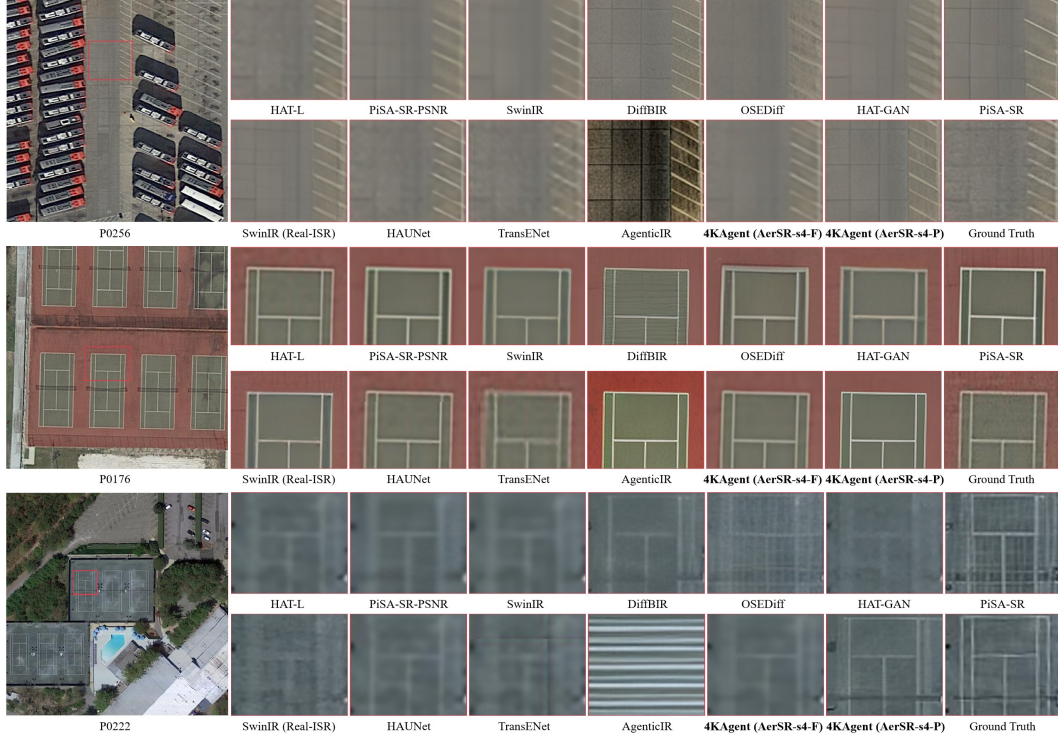 HAT-L PiSA-SR-PSNR SwinIR DiffBIR OSEDiff HAT-GAN PiSA-SR
P0256 SwinIR (Real-ISR) HAUNet TransENet AgenticIR 4KAgent (AerSR-s4-F) 4KAgent (AerSR-s4-P) Ground Truth
HAT-L PiSA-SR-PSNR SwinIR DiffBIR OSEDiff HAT-GAN PiSA-SR
P0176 SwinIR (Real-ISR) HAUNet TransENet AgenticIR 4KAgent (AerSR-s4-F) 4KAgent (AerSR-s4-P) Ground Truth
HAT-L PiSA-SR-PSNR SwinIR DiffBIR OSEDiff HAT-GAN PiSA-SR
P0222 SwinIR (Real-ISR) HAUNet TransENet AgenticIR 4KAgent (AerSR-s4-F) 4KAgent (AerSR-s4-P) Ground Truth